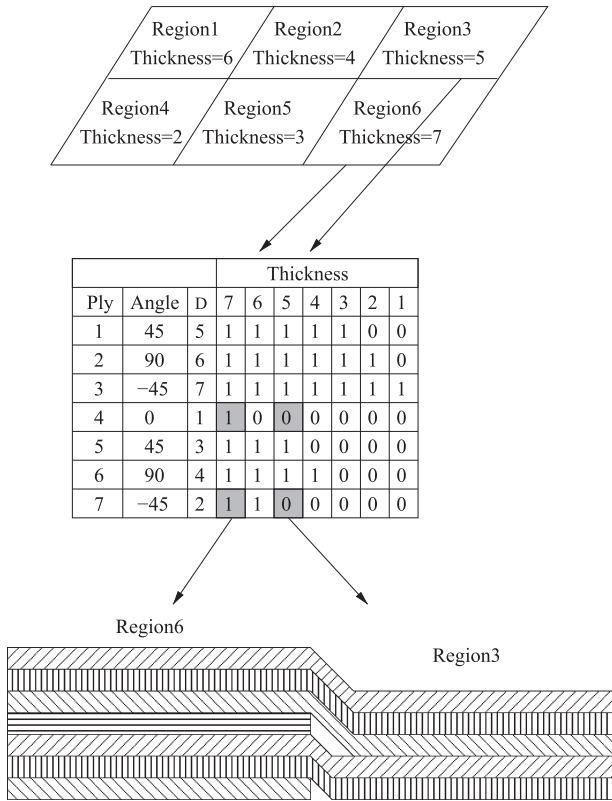 Region1 Region2 Region3
Thickness=6 Thickness=4 Thickness=5
Region4 Region5 Region6
Thickness=2 Thickness=3 Thickness=7
Thickness
Ply Angle D 7 6 5 4 3 2 1
1 45 5 1 1 1 1 1 0 0
2 90 6 1 1 1 1 1 1 0
3 −45 7 1 1 1 1 1 1 1
4 0 1 1 0 0 0 0 0 0
5 45 3 1 1 1 0 0 0 0
6 90 4 1 1 1 1 0 0 0
7 −45 2 1 1 0 0 0 0 0
Region6
Region3